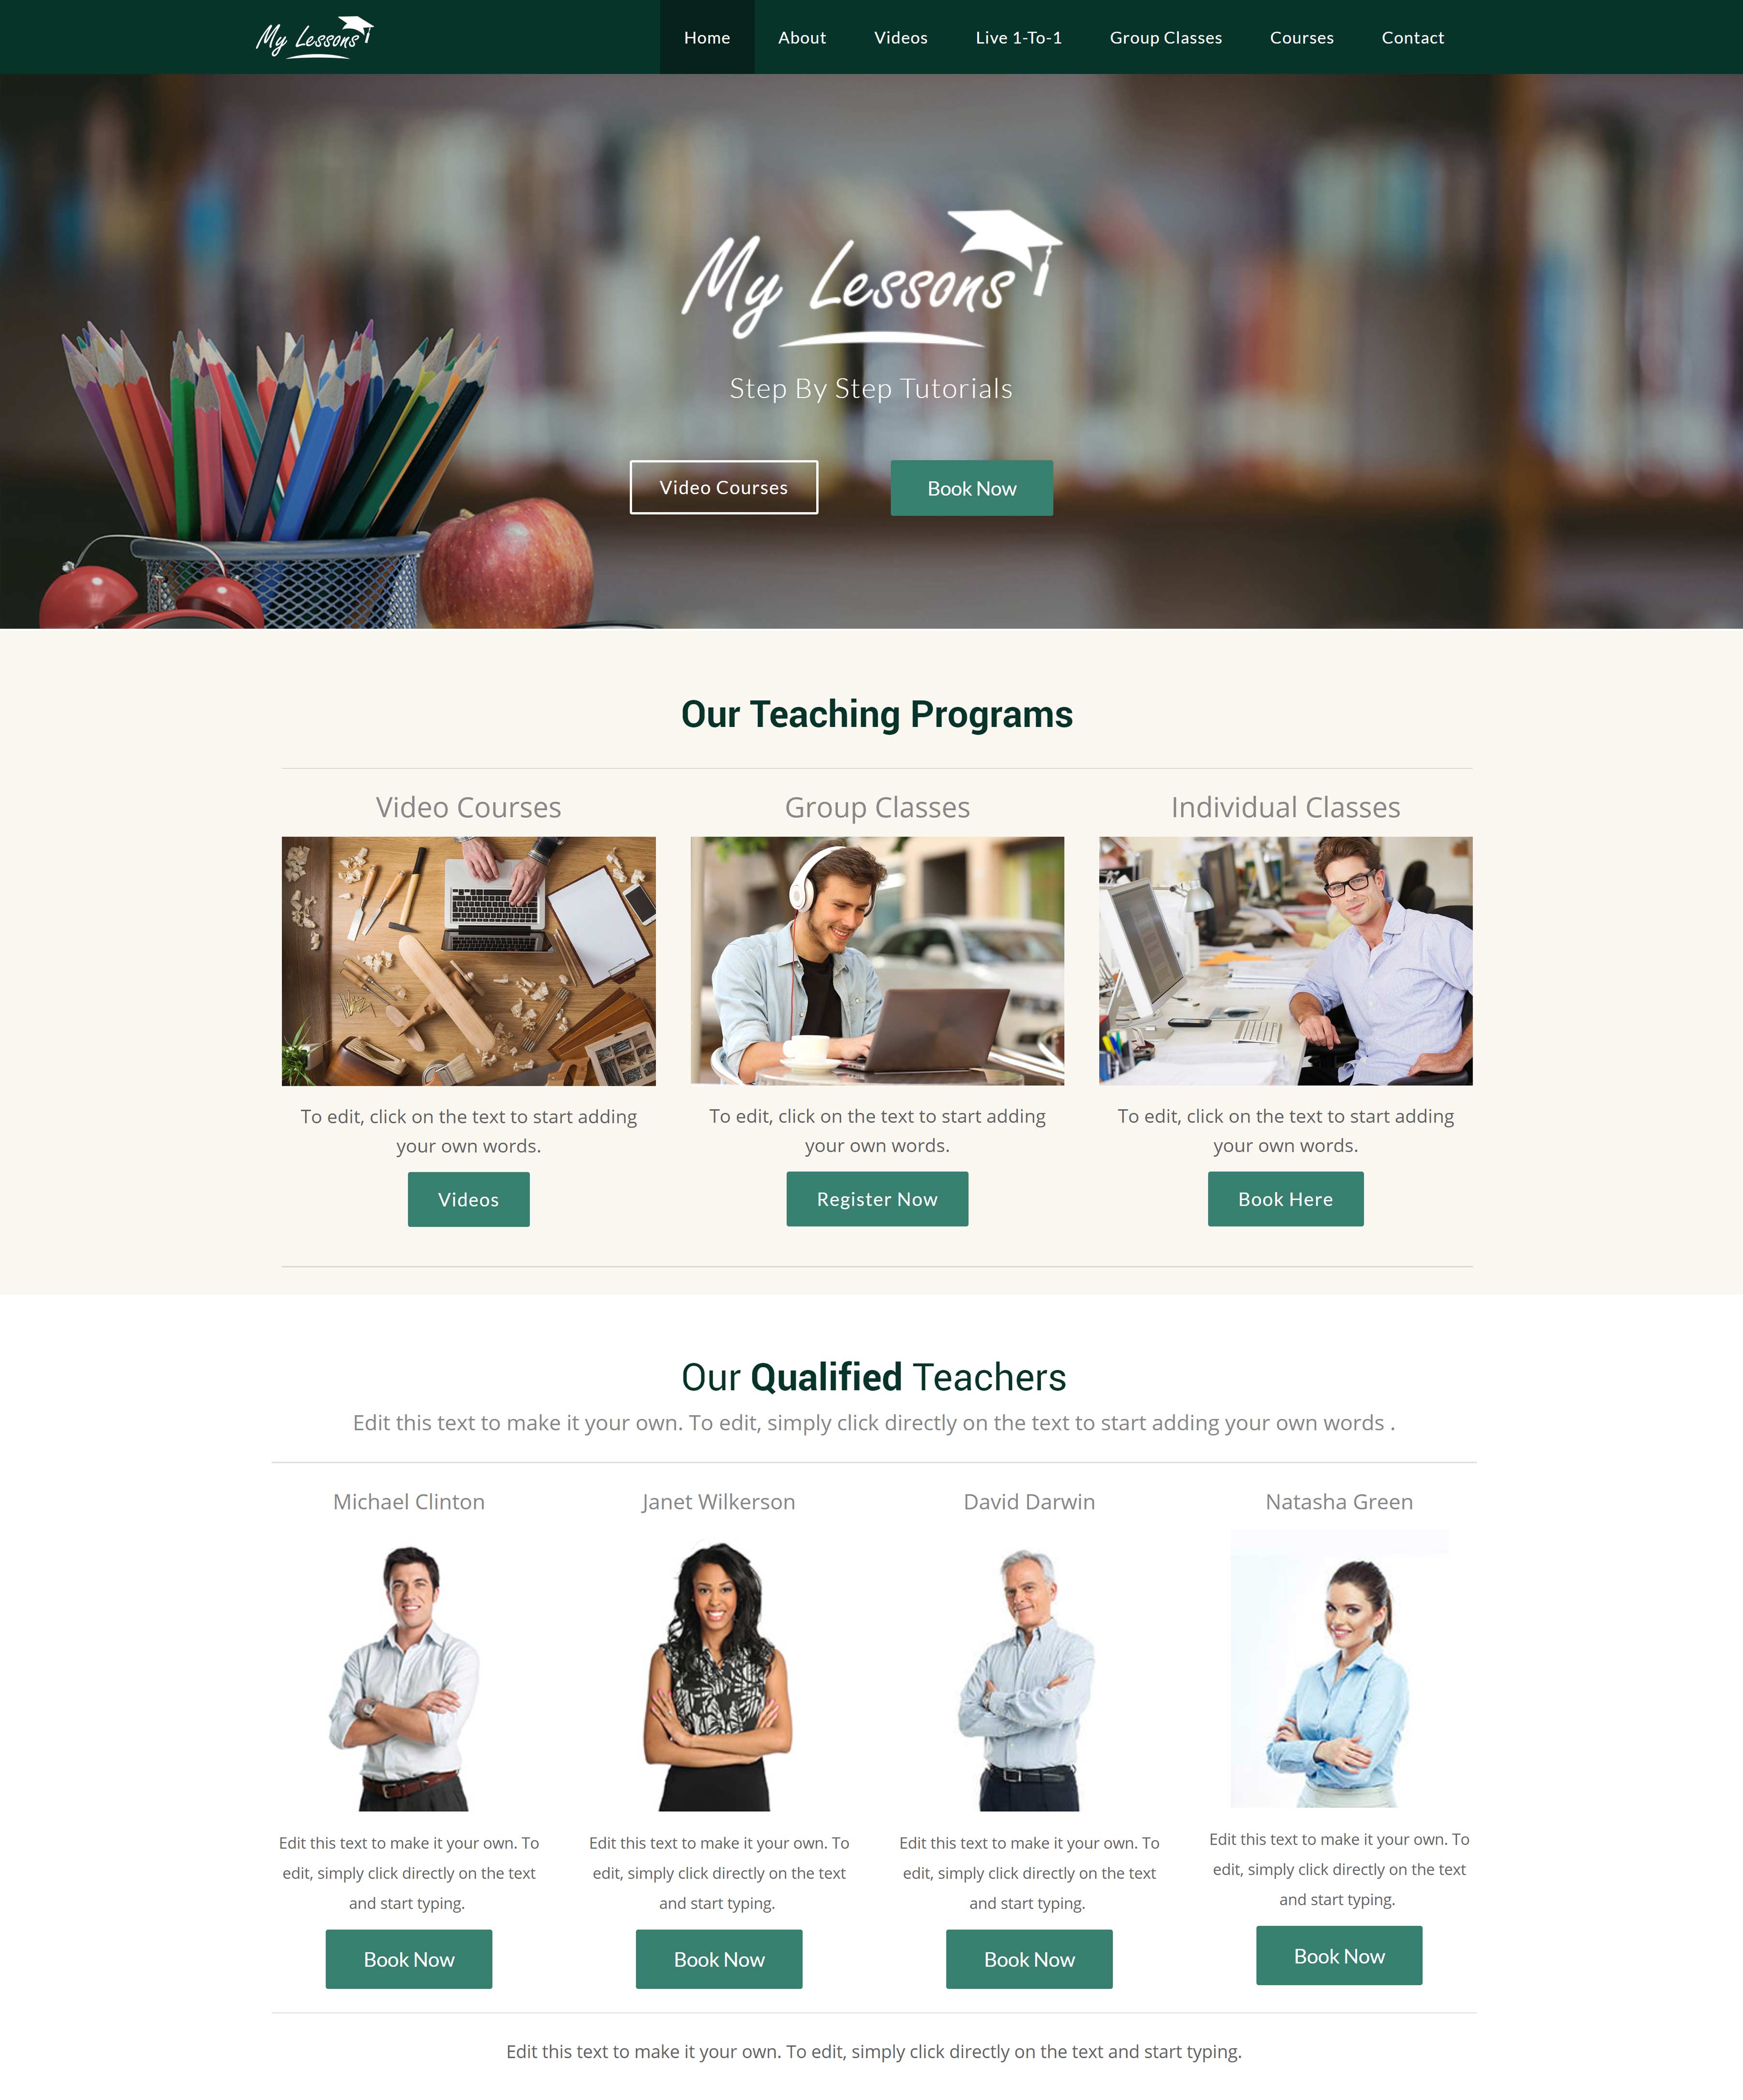 My Lessons
Home About Videos Live 1-To-1 Group Classes Courses Contact
My Lessons
Step By Step Tutorials
Video Courses Book Now
Our Teaching Programs
Video Courses
To edit, click on the text to start adding
your own words.
Videos
Group Classes
To edit, click on the text to start adding
your own words.
Register Now
Individual Classes
To edit, click on the text to start adding
your own words.
Book Here
Our Qualified Teachers
Edit this text to make it your own. To edit, simply click directly on the text to start adding your own words .
Michael Clinton
Edit this text to make it your own. To
edit, simply click directly on the text
and start typing.
Book Now
Janet Wilkerson
Edit this text to make it your own. To
edit, simply click directly on the text
and start typing.
Book Now
David Darwin
Edit this text to make it your own. To
edit, simply click directly on the text
and start typing.
Book Now
Natasha Green
Edit this text to make it your own. To
edit, simply click directly on the text
and start typing.
Book Now
Edit this text to make it your own. To edit, simply click directly on the text and start typing.